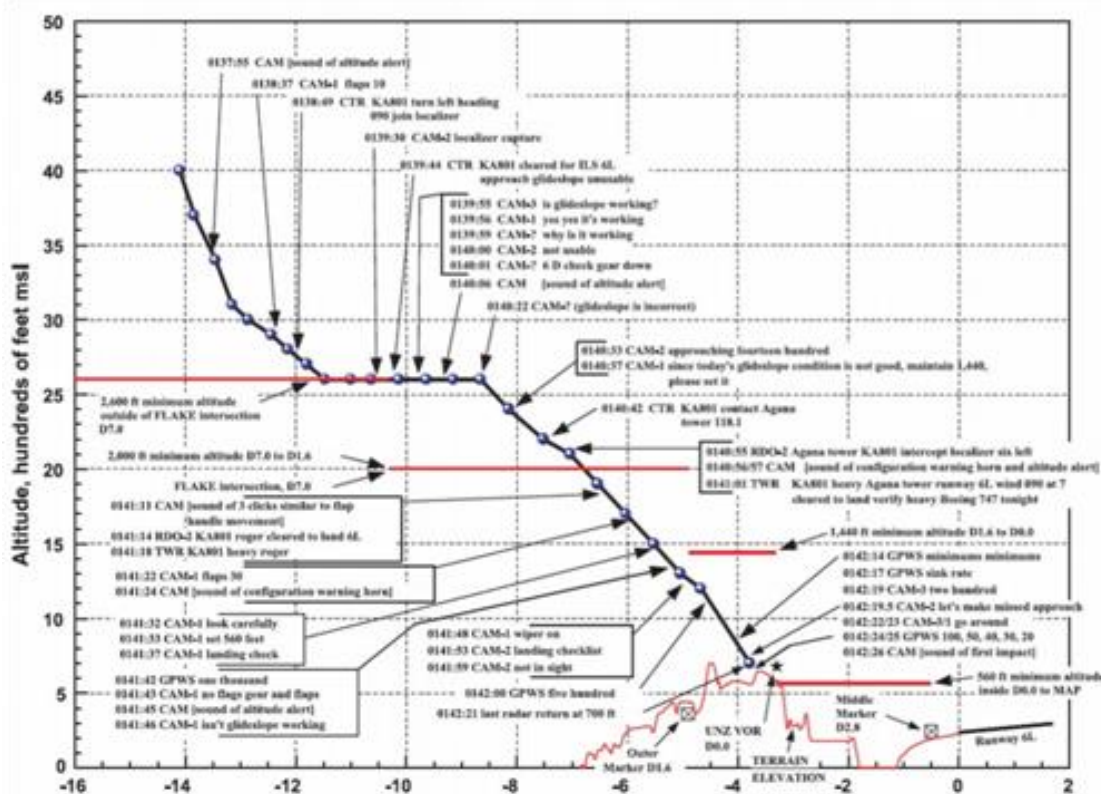 50
45
40
35
30
25
20
15
10
5
0
Altitude, hundreds of feet msl
0137:55 CAM [sound of altitude alert]
0138:37 CAM-1 flaps 10
0138:49 CTR KA801 turn left heading
090 join localizer
0139:30 CAM-2 localizer capture
0139:44 CTR KA801 cleared for ILS 6L
approach glideslope unusable
0139:55 CAM-3 is glideslope working?
0139:56 CAM-1 yes yes it's working
0139:59 CAM-? why is it working
0140:00 CAM-2 not usable
0140:01 CAM-? 6 D check gear down
0140:06 CAM [sound of altitude alert]
0140:22 CAM-? (glideslope is incorrect)
0140:33 CAM-2 approaching fourteen hundred
0140:37 CAM-1 since today's glideslope condition is not good, maintain 1,440,
please set it
2,600 ft minimum altitude
outside of FLAKE intersection
D7.0
0140:42 CTR KA801 contact Agana
tower 118.1
2,000 ft minimum altitude D7.0 to D1.6
FLAKE intersection, D7.0
0140:55 RDO-2 Agana tower KA801 intercept localizer six left
0140:56/57 CAM [sound of configuration warning horn and altitude alert]
0141:01 TWR KA801 heavy Agana tower runway 6L wind 090 at 7
cleared to land verify heavy Boeing 747 tonight
0141:11 CAM [sound of 3 clicks similar to flap
handle movement]
0141:14 RDO-2 KA801 roger cleared to land 6L
0141:18 TWR KA801 heavy roger
1,440 ft minimum altitude D1.6 to D0.0
0141:22 CAM-1 flaps 30
0141:24 CAM [sound of configuration warning horn]
0142:14 GPWS minimums minimums
0142:17 GPWS sink rate
0142:19 CAM-3 two hundred
0142:19.5 CAM-2 let's make missed approach
0142:22/23 CAM-3/1 go around
0142:24/25 GPWS 100, 50, 40, 30, 20
0142:26 CAM [sound of first impact]
0141:32 CAM-1 look carefully
0141:33 CAM-1 set 560 feet
0141:37 CAM-1 landing check
0141:48 CAM-1 wiper on
0141:53 CAM-2 landing checklist
0141:59 CAM-2 not in sight
0141:42 GPWS one thousand
0141:43 CAM-1 no flags gear and flaps
0141:45 CAM [sound of altitude alert]
0141:46 CAM-1 isn't glideslope working
0142:00 GPWS five hundred
0142:21 last radar return at 700 ft
560 ft minimum altitude
inside D0.0 to MAP
Outer
Marker D1.6
UNZ VOR
D0.0
TERRAIN
ELEVATION
Middle
Marker
D2.8
Runway 6L
-16 -14 -12 -10 -8 -6 -4 -2 0 2